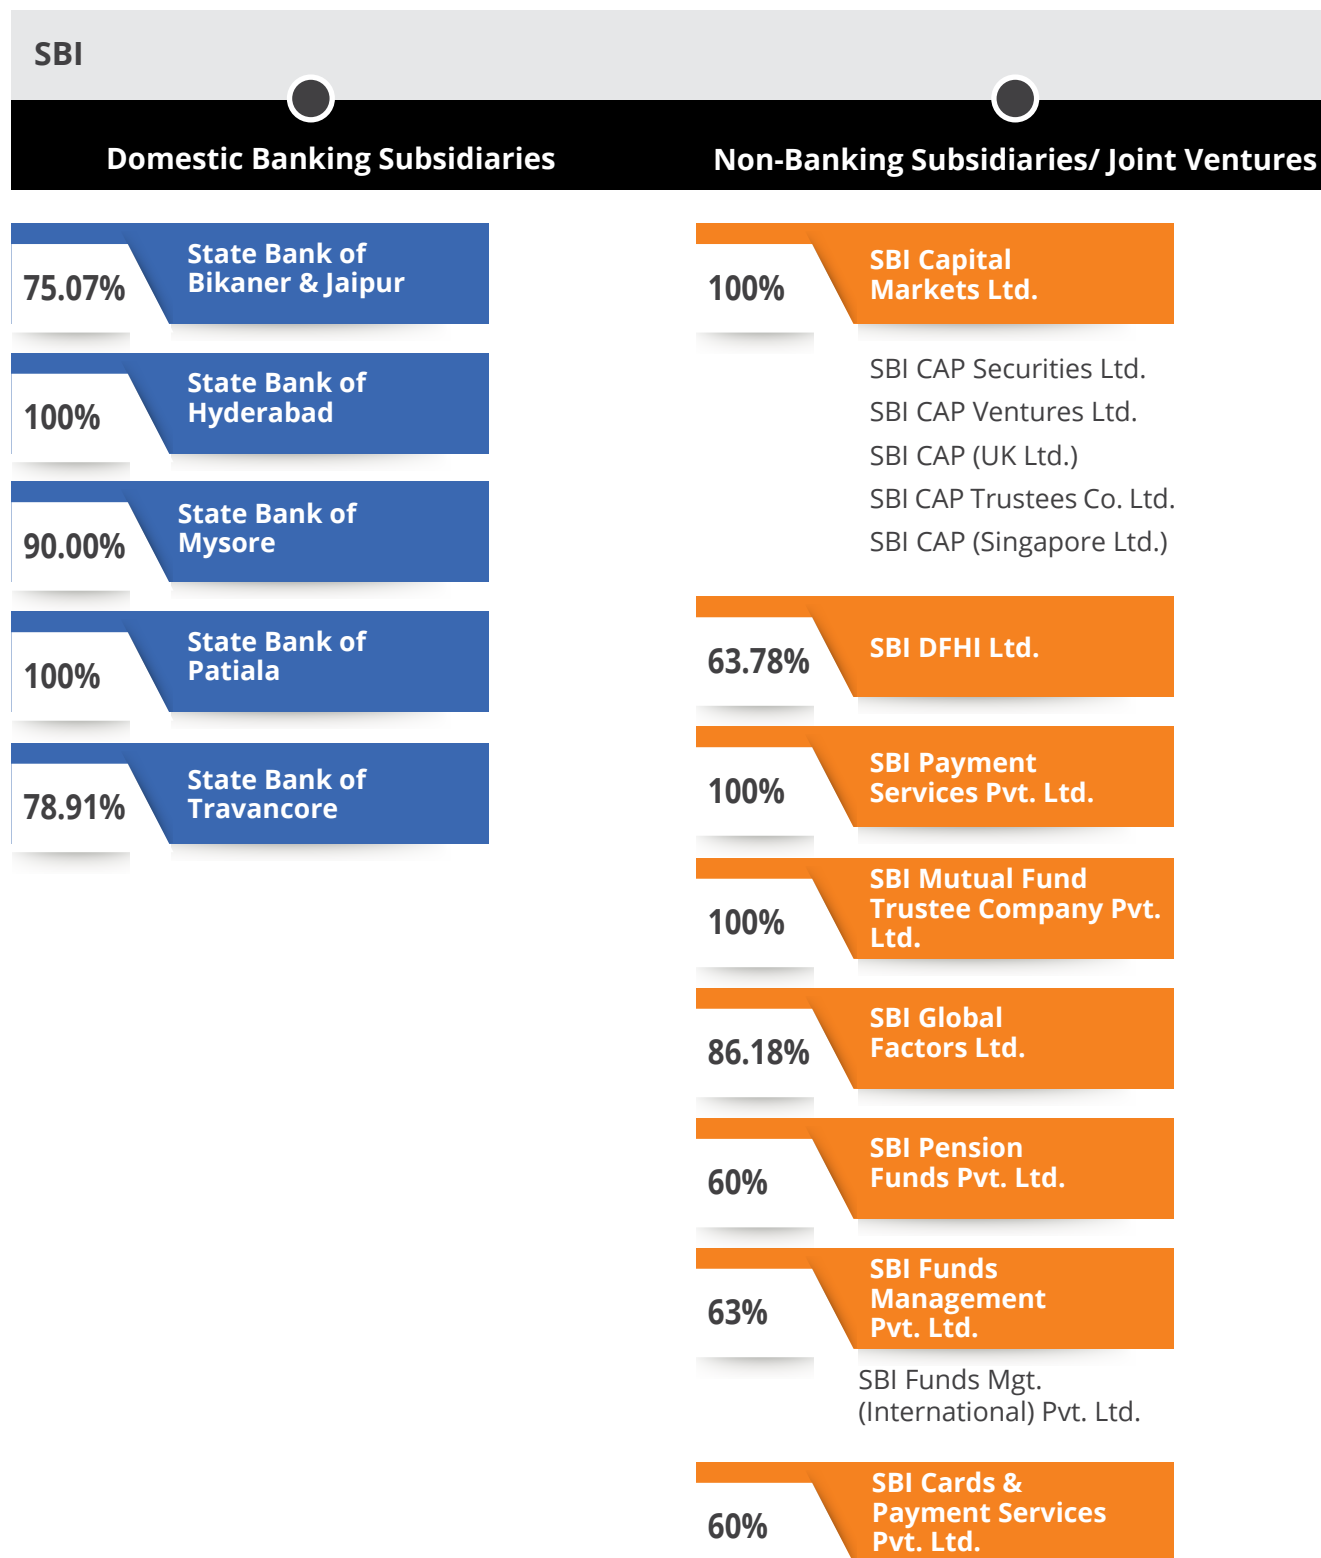 SBI
Domestic Banking Subsidiaries
75.07%
State Bank of
Bikaner & Jaipur
100%
State Bank of
Hyderabad
90.00%
State Bank of
Mysore
100%
State Bank of
Patiala
78.91%
State Bank of
Travancore
Non-Banking Subsidiaries/ Joint Ventures
100%
SBI Capital
Markets Ltd.
SBI CAP Securities Ltd.
SBI CAP Ventures Ltd.
SBI CAP (UK Ltd.)
SBI CAP Trustees Co. Ltd.
SBI CAP (Singapore Ltd.)
63.78%
SBI DFHI Ltd.
100%
SBI Payment
Services Pvt. Ltd.
100%
SBI Mutual Fund
Trustee Company Pvt.
Ltd.
86.18%
SBI Global
Factors Ltd.
60%
SBI Pension
Funds Pvt. Ltd.
63%
SBI Funds
Management
Pvt. Ltd.
SBI Funds Mgt.
(International) Pvt. Ltd.
60%
SBI Cards &
Payment Services
Pvt. Ltd.